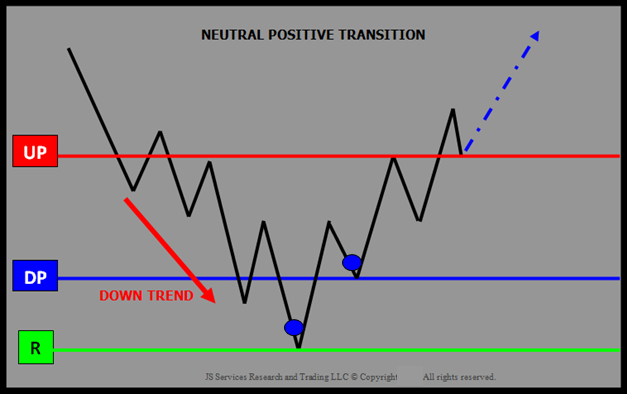 NEUTRAL POSITIVE TRANSITION
UP
DP
DOWN TREND
R
JS Services Research and Trading LLC © Copyright All rights reserved.